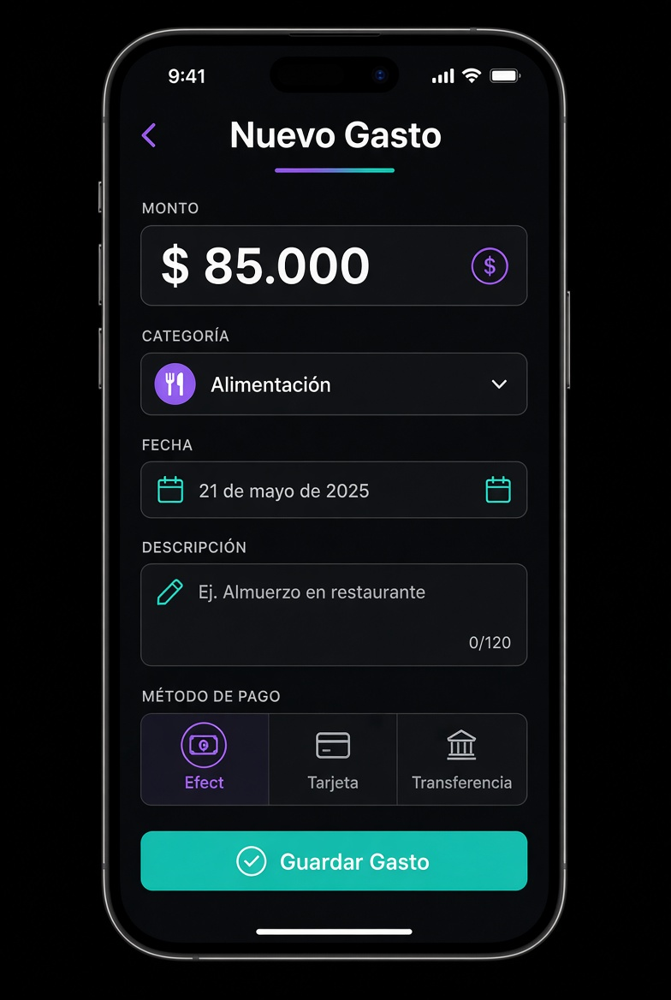 9:41
Nuevo Gasto
MONTO
$ 85.000
$
CATEGORÍA
Alimentación
FECHA
21 de mayo de 2025
DESCRIPCIÓN
Ej. Almuerzo en restaurante
0/120
MÉTODO DE PAGO
Efect
Tarjeta
Transferencia
Guardar Gasto